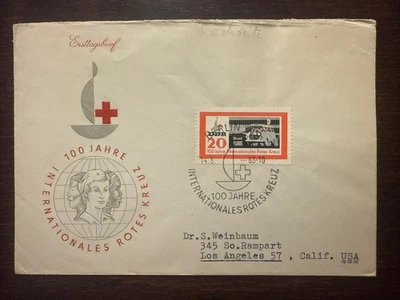 Ersttagsbrief
100 JAHRE
INTERNATIONALES ROTES KREUZ
DDR
20
100 Jahre Internationales Rotes Kreuz
100 JAHRE
INTERNATIONALES ROTES KREUZ
Dr.S.Weinbaum
345 So.Rampart
Los Angeles 57 , Calif. USA